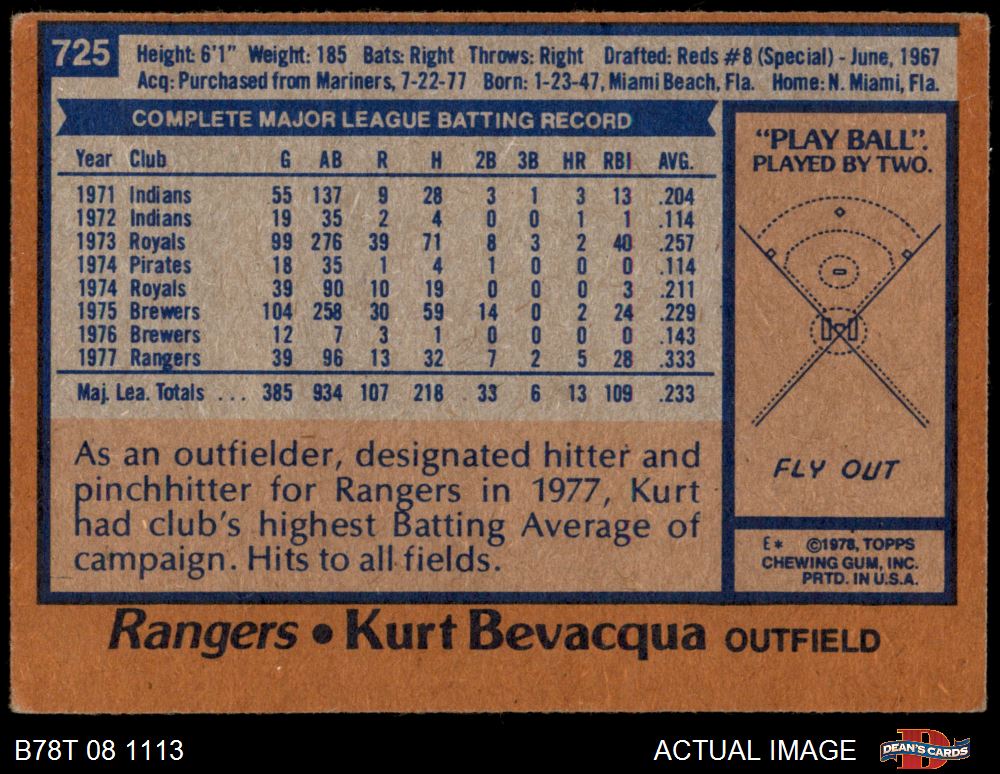 725
Height: 6'1" Weight: 185 Bats: Right Throws: Right Drafted: Reds #8 (Special) - June, 1967
Acq: Purchased from Mariners, 7-22-77 Born: 1-23-47, Miami Beach, Fla. Home: N. Miami, Fla.
COMPLETE MAJOR LEAGUE BATTING RECORD
Year Club G AB R H 2B 3B HR RBI AVG.
1971 Indians 55 137 9 28 3 1 3 13 .204
1972 Indians 19 35 2 4 0 0 1 1 .114
1973 Royals 99 276 39 71 8 3 2 40 .257
1974 Pirates 18 35 1 4 1 0 0 0 .114
1974 Royals 39 90 10 19 0 0 0 3 .211
1975 Brewers 104 258 30 59 14 0 2 24 .229
1976 Brewers 12 7 3 1 0 0 0 0 .143
1977 Rangers 39 96 13 32 7 2 5 28 .333
Maj. Lea. Totals ... 385 934 107 218 33 6 13 109 .233
As an outfielder, designated hitter and
pinchhitter for Rangers in 1977, Kurt
had club's highest Batting Average of
campaign. Hits to all fields.
"PLAY BALL".
PLAYED BY TWO.
FLY OUT
E* ©1978, TOPPS
CHEWING GUM, INC.
PRTD. IN U.S.A.
Rangers • Kurt Bevacqua OUTFIELD
B78T 08 1113
ACTUAL IMAGE
D
DEAN'S CARDS